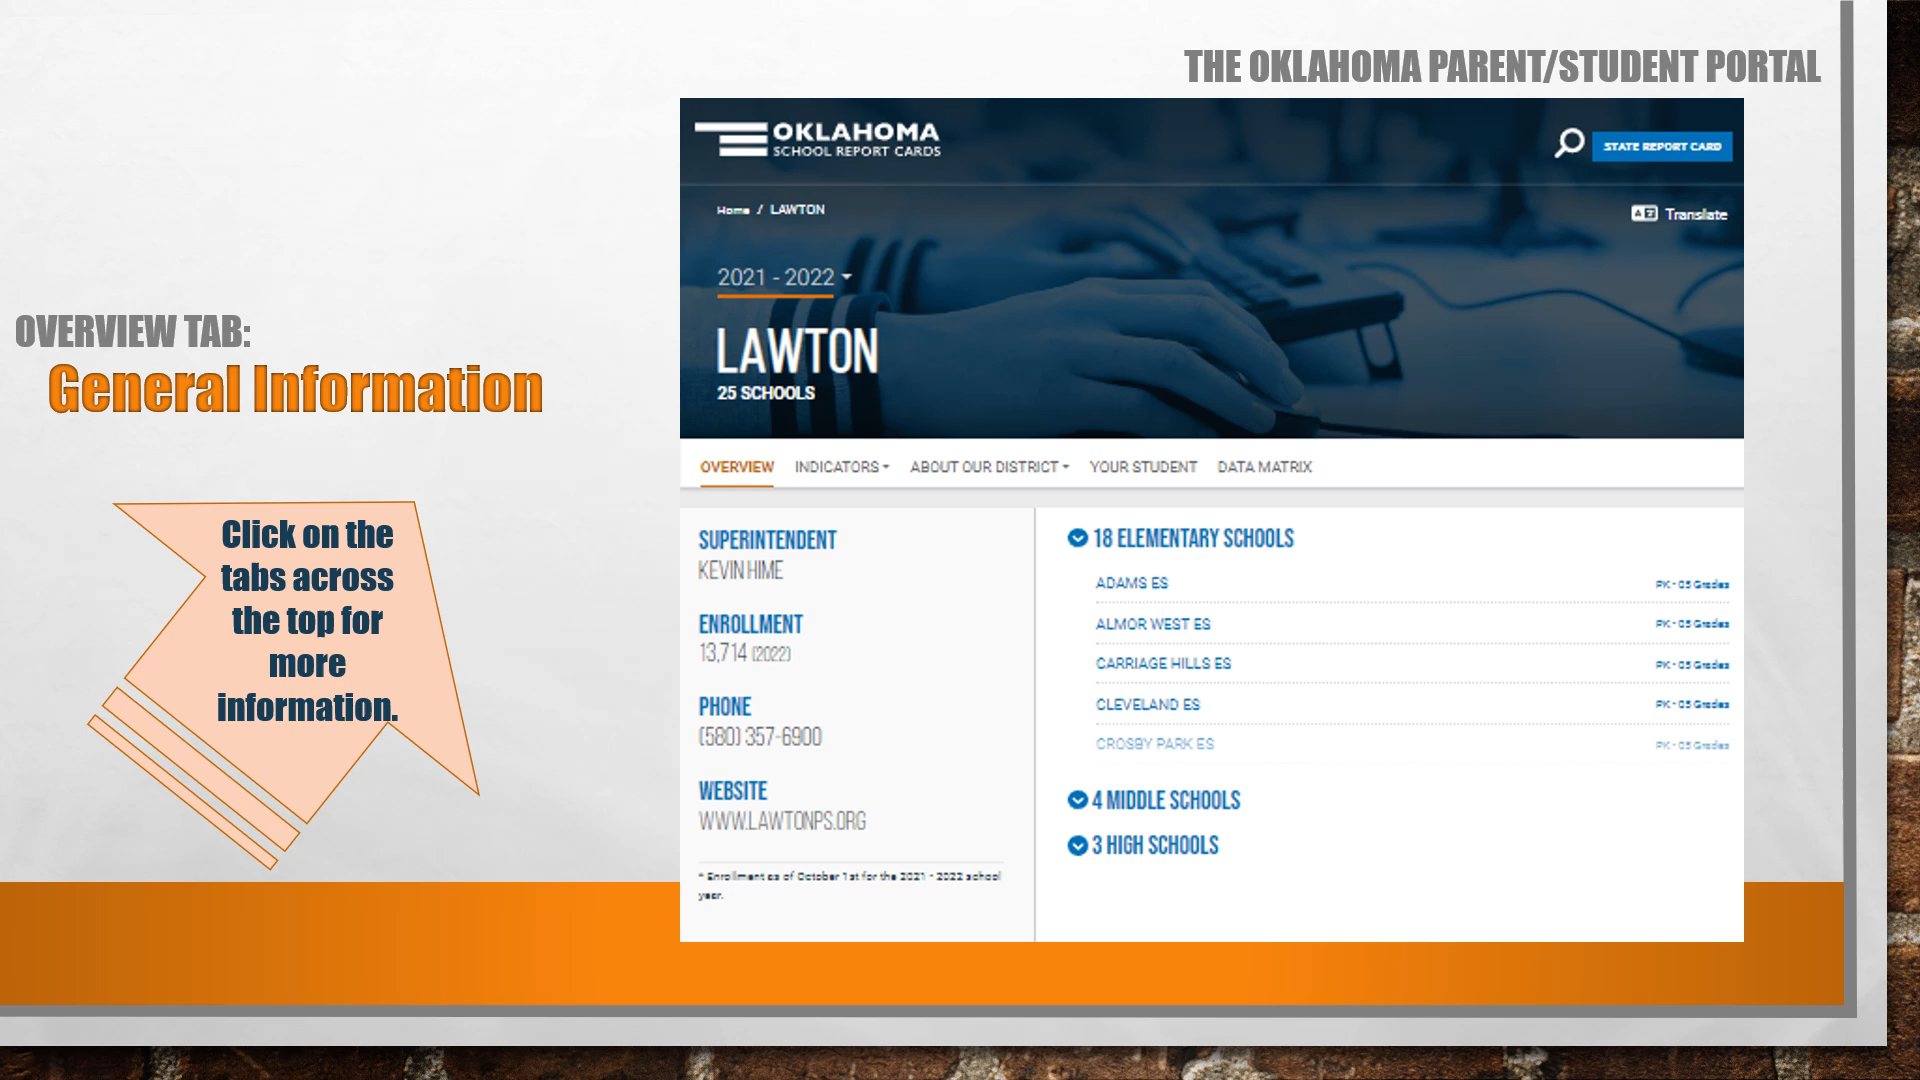 THE OKLAHOMA PARENT/STUDENT PORTAL
OVERVIEW TAB:
General Information
Click on the
tabs across
the top for
more
information.
OKLAHOMA
SCHOOL REPORT CARDS
STATE REPORT CARD
Home / LAWTON
Translate
2021 - 2022
LAWTON
25 SCHOOLS
OVERVIEW INDICATORS ABOUT OUR DISTRICT YOUR STUDENT DATA MATRIX
SUPERINTENDENT
KEVIN HIME
ENROLLMENT
13,714 (2022)
PHONE
(580) 357-6900
WEBSITE
WWW.LAWTONPS.ORG
* Enrollment as of October 1st for the 2021 - 2022 school
year.
18 ELEMENTARY SCHOOLS
ADAMS ES PK - 05 Grades
ALMOR WEST ES PK - 05 Grades
CARRIAGE HILLS ES PK - 05 Grades
CLEVELAND ES PK - 05 Grades
CROSBY PARK ES PK - 05 Grades
4 MIDDLE SCHOOLS
3 HIGH SCHOOLS